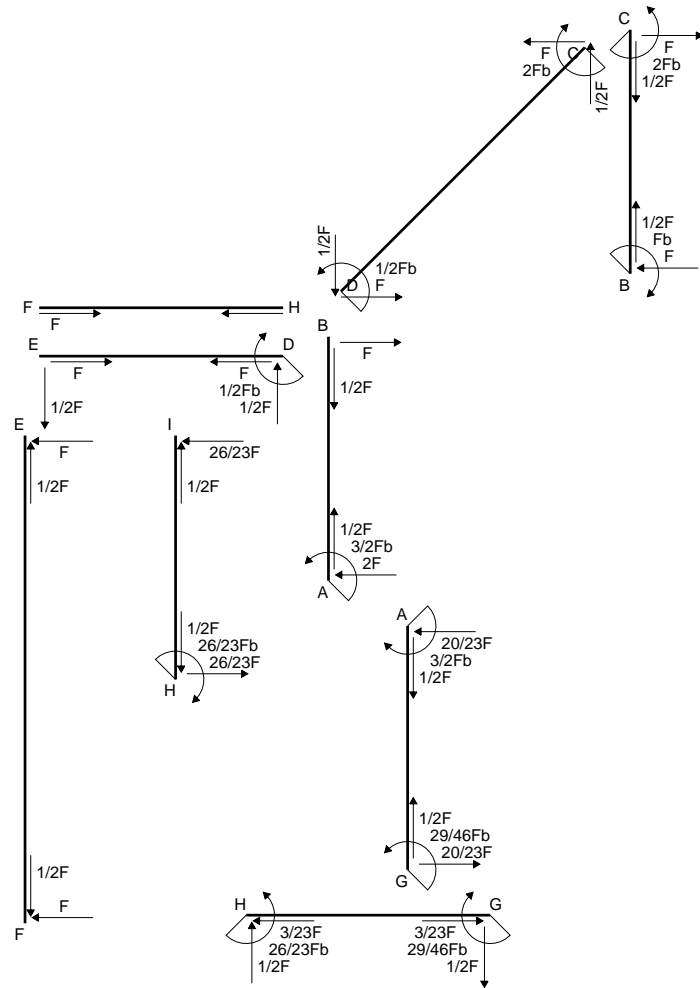 C
F
C
F
2Fb
2Fb
1/2F
1/2F
1/2F
1/2F
Fb
F
B
1/2Fb
D
F
F
H
F
B
F
E
D
F
F
1/2Fb
1/2F
1/2F
1/2F
E
F
1/2F
I
26/23F
1/2F
1/2F
3/2Fb
2F
A
A
20/23F
3/2Fb
1/2F
1/2F
26/23Fb
26/23F
H
1/2F
29/46Fb
20/23F
G
1/2F
F
F
H
G
3/23F
3/23F
26/23Fb
29/46Fb
1/2F
1/2F